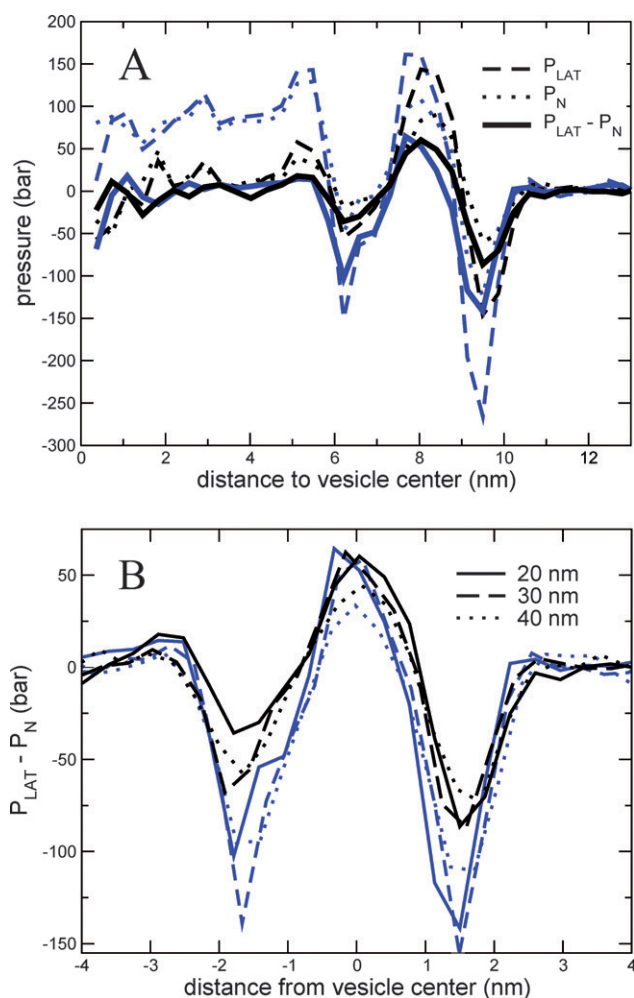 A
200
150
100
50
0
-50
-100
-150
-200
-250
-300
pressure (bar)
P_LAT
P_N
P_LAT - P_N
0 2 4 6 8 10 12
distance to vesicle center (nm)
B
50
0
-50
-100
-150
P_LAT - P_N (bar)
20 nm
30 nm
40 nm
-4 -3 -2 -1 0 1 2 3 4
distance from vesicle center (nm)